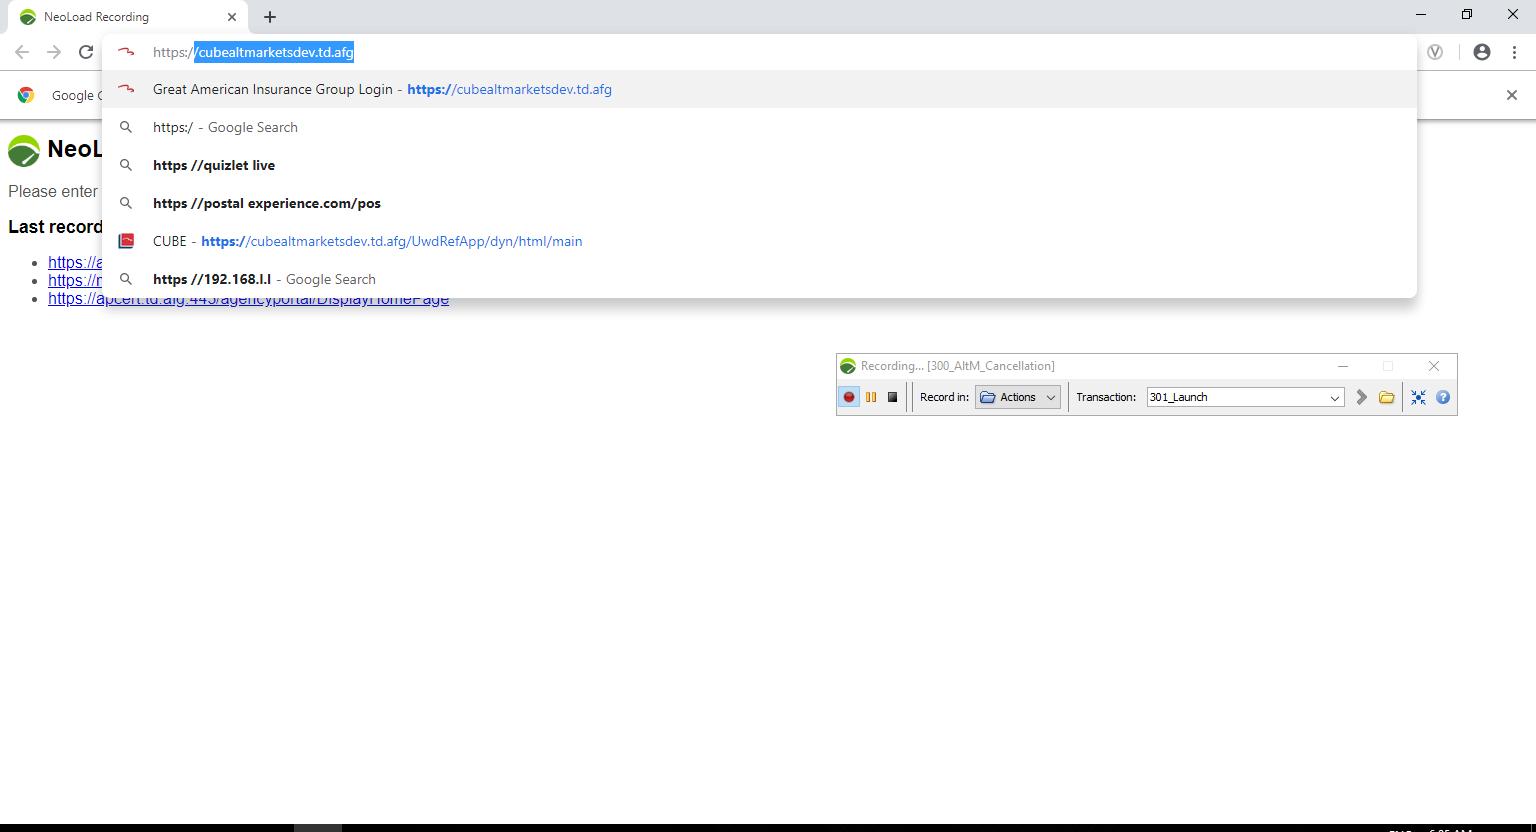 NeoLoad Recording
https://cubealtmarketsdev.td.afg
Great American Insurance Group Login - https://cubealtmarketsdev.td.afg
Google C
https:/ - Google Search
NeoL
https //quizlet live
Please enter
https //postal experience.com/pos
Last record
CUBE - https://cubealtmarketsdev.td.afg/UwdRefApp/dyn/html/main
https://a
https://
https //192.168.l.l - Google Search
https://apcert.td.afg:443/agencyportal/DisplayHomePage
Recording... [300_AltM_Cancellation]
Record in: Actions Transaction: 301_Launch